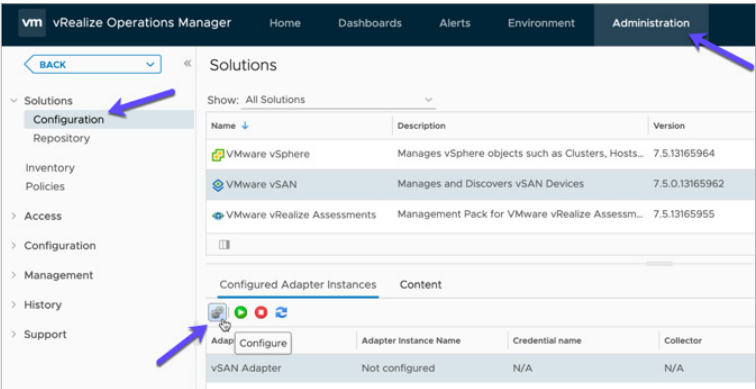 vm vRealize Operations Manager Home Dashboards Alerts Environment Administration
BACK
Solutions
Show: All Solutions
Solutions
Configuration
Repository
Inventory
Policies
Access
Configuration
Management
History
Support
Name Description Version
VMware vSphere Manages vSphere objects such as Clusters, Hosts... 7.5.13165964
VMware vSAN Manages and Discovers vSAN Devices 7.5.0.13165962
VMware vRealize Assessments Management Pack for VMware vRealize Assessm... 7.5.13165955
Configured Adapter Instances Content
Configure
Adap Adapter Instance Name Credential name Collector
vSAN Adapter Not configured N/A N/A